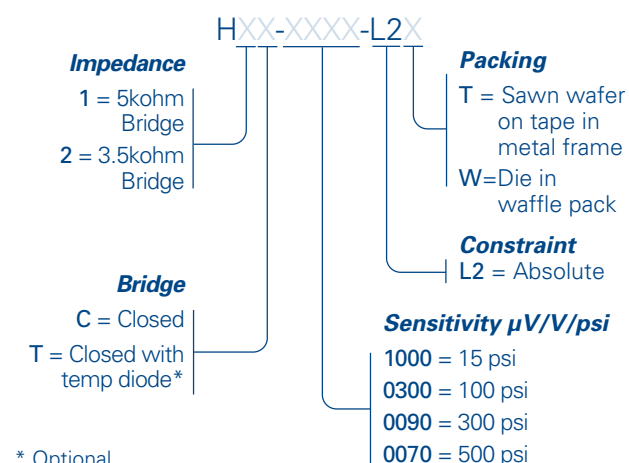 HXX-XXXX-L2X
Impedance
1 = 5kohm
Bridge
2 = 3.5kohm
Bridge
Bridge
C = Closed
T = Closed with
temp diode*
* Optional
Packing
T = Sawn wafer
on tape in
metal frame
W=Die in
waffle pack
Constraint
L2 = Absolute
Sensitivity µV/V/psi
1000 = 15 psi
0300 = 100 psi
0090 = 300 psi
0070 = 500 psi